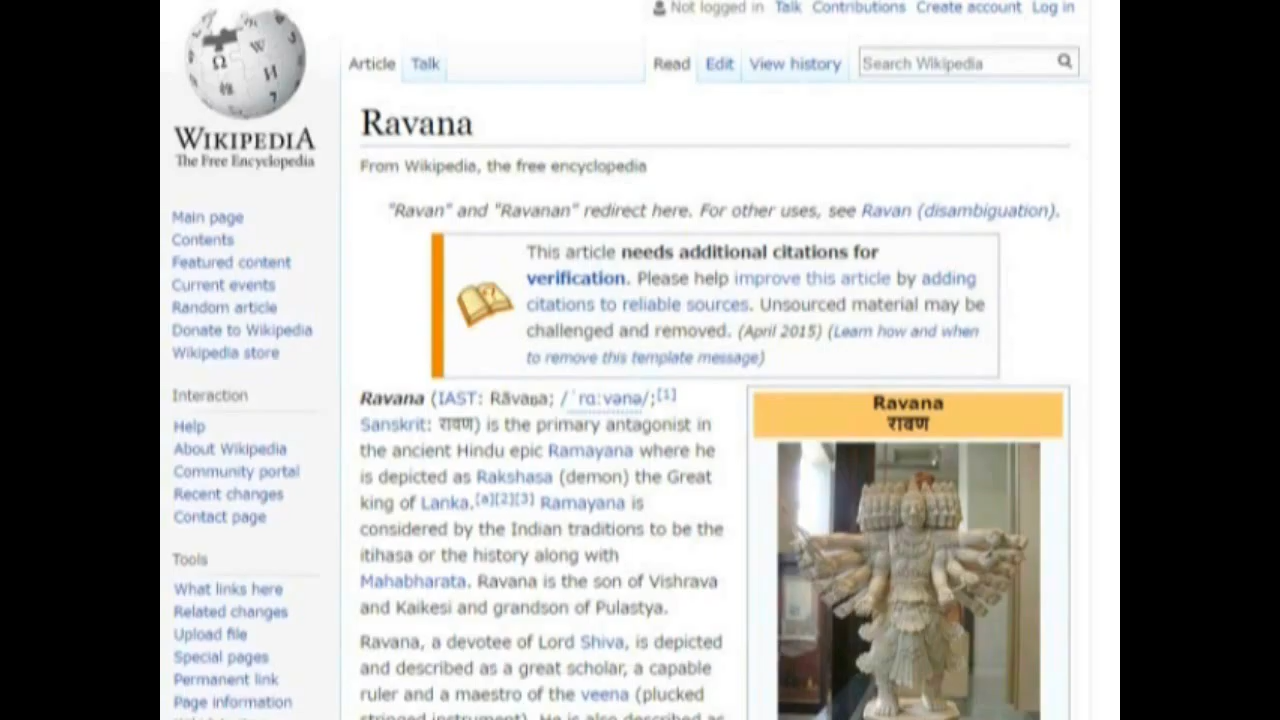 Not logged in Talk Contributions Create account Log in
Article Talk Read Edit View history Search Wikipedia
WIKIPEDIA
The Free Encyclopedia
Main page
Contents
Featured content
Current events
Random article
Donate to Wikipedia
Wikipedia store
Interaction
Help
About Wikipedia
Community portal
Recent changes
Contact page
Tools
What links here
Related changes
Upload file
Special pages
Permanent link
Page information
Ravana
From Wikipedia, the free encyclopedia
"Ravan" and "Ravanan" redirect here. For other uses, see Ravan (disambiguation).
This article needs additional citations for
verification. Please help improve this article by adding
citations to reliable sources. Unsourced material may be
challenged and removed. (April 2015) (Learn how and when
to remove this template message)
Ravana (IAST: Rāvaṇa; /ˈrɑːvənə/;[1]
Sanskrit: रावण) is the primary antagonist in
the ancient Hindu epic Ramayana where he
is depicted as Rakshasa (demon) the Great
king of Lanka.[a][2][3] Ramayana is
considered by the Indian traditions to be the
itihasa or the history along with
Mahabharata. Ravana is the son of Vishrava
and Kaikesi and grandson of Pulastya.
Ravana, a devotee of Lord Shiva, is depicted
and described as a great scholar, a capable
ruler and a maestro of the veena (plucked
stringed instrument). He is also described as
Ravana
रावण